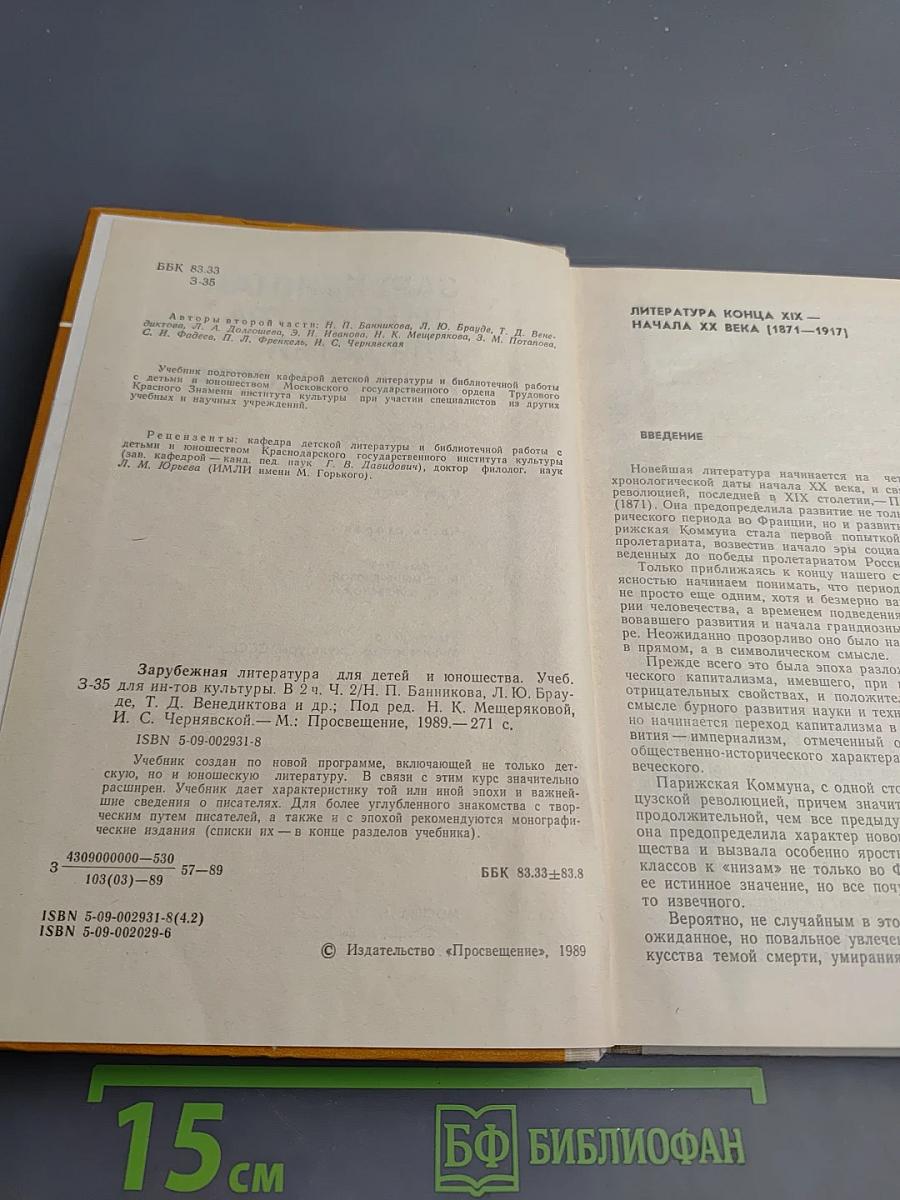 ББК 83.33
З-35
Авторы второй части: Н. П. Банникова, Л. Ю. Брауде, Т. Д. Вене-
диктова, Л. А. Долгошева, Э. Н. Иванова, Н. К. Мещерякова, З. М. Потапова,
С. Н. Фадеев, П. Л. Френкель, И. С. Чернявская
Учебник подготовлен кафедрой детской литературы и библиотечной работы
с детьми и юношеством Московского государственного ордена Трудового
Красного Знамени института культуры при участии специалистов из других
учебных и научных учреждений.
Рецензенты: кафедра детской литературы и библиотечной работы с
детьми и юношеством Краснодарского государственного института культуры
(зав. кафедрой — канд. пед. наук Г. В. Давидович), доктор филолог. наук
Л. М. Юрьева (ИМЛИ имени М. Горького).
Зарубежная литература для детей и юношества. Учеб.
З-35 для ин-тов культуры. В 2 ч. Ч. 2/Н. П. Банникова, Л. Ю. Брау-
де, Т. Д. Венедиктова и др.; Под ред. Н. К. Мещеряковой,
И. С. Чернявской.— М.: Просвещение, 1989.— 271 с.
ISBN 5-09-002931-8
Учебник создан по новой программе, включающей не только дет-
скую, но и юношескую литературу. В связи с этим курс значительно
расширен. Учебник дает характеристику той или иной эпохи и важней-
шие сведения о писателях. Для более углубленного знакомства с твор-
ческим путем писателей, а также и с эпохой рекомендуются монографи-
ческие издания (списки их — в конце разделов учебника).
З 4309000000—530
103(03)—89 57—89
ББК 83.33±83.8
ISBN 5-09-002931-8(4.2)
ISBN 5-09-002029-6
© Издательство «Просвещение», 1989
ЛИТЕРАТУРА КОНЦА XIX —
НАЧАЛА XX ВЕКА (1871—1917)
ВВЕДЕНИЕ
Новейшая литература начинается на чет
хронологической даты начала XX века, и свя
революцией, последней в XIX столетии,— П
(1871). Она предопределила развитие не толь
рического периода во Франции, но и развити
рижская Коммуна стала первой попыткой
пролетариата, возвестив начало эры социа
веденных до победы пролетариатом Росси
Только приближаясь к концу нашего ст
ясностью начинаем понимать, что период
не просто еще одним, хотя и безмерно ва
рии человечества, а временем подведения
вовавшего развития и начала грандиозны
ре. Неожиданно прозорливо оно было на
в прямом, а в символическом смысле.
Прежде всего это была эпоха разлож
ческого капитализма, имевшего, при
отрицательных свойствах, и положител
смысле бурного развития науки и техн
но начинается переход капитализма в
вития — империализм, отмеченный о
общественно-исторического характера
веческого.
Парижская Коммуна, с одной сто
цузской революцией, причем значит
продолжительной, чем все предыду
она предопределила характер новог
щества и вызвала особенно ярость
классов к «низам» не только во Ф
ее истинное значение, но все поч
то извечного.
Вероятно, не случайным в это
ожиданное, но повальное увлече
кусства темой смерти, умирания
15 см
БФ БИБЛИОФАН